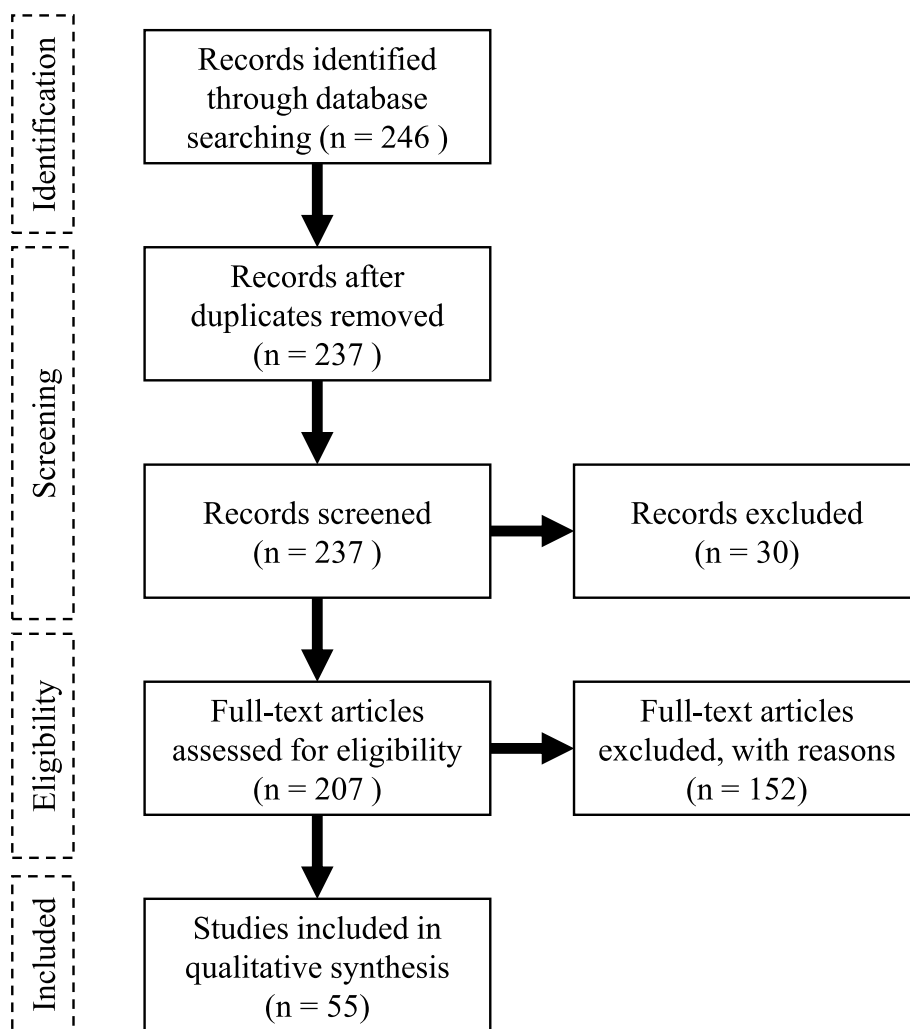 Identification
Records identified
through database
searching (n = 246 )
Screening
Records after
duplicates removed
(n = 237 )
Records screened
(n = 237 )
Records excluded
(n = 30)
Eligibility
Full-text articles
assessed for eligibility
(n = 207 )
Full-text articles
excluded, with reasons
(n = 152)
Included
Studies included in
qualitative synthesis
(n = 55)